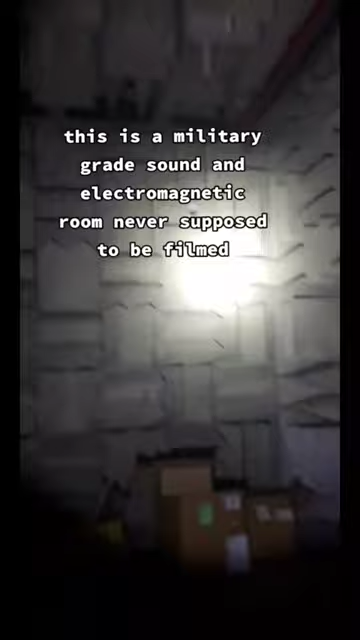 this is a military
grade sound and
electromagnetic
room never supposed
to be filmed